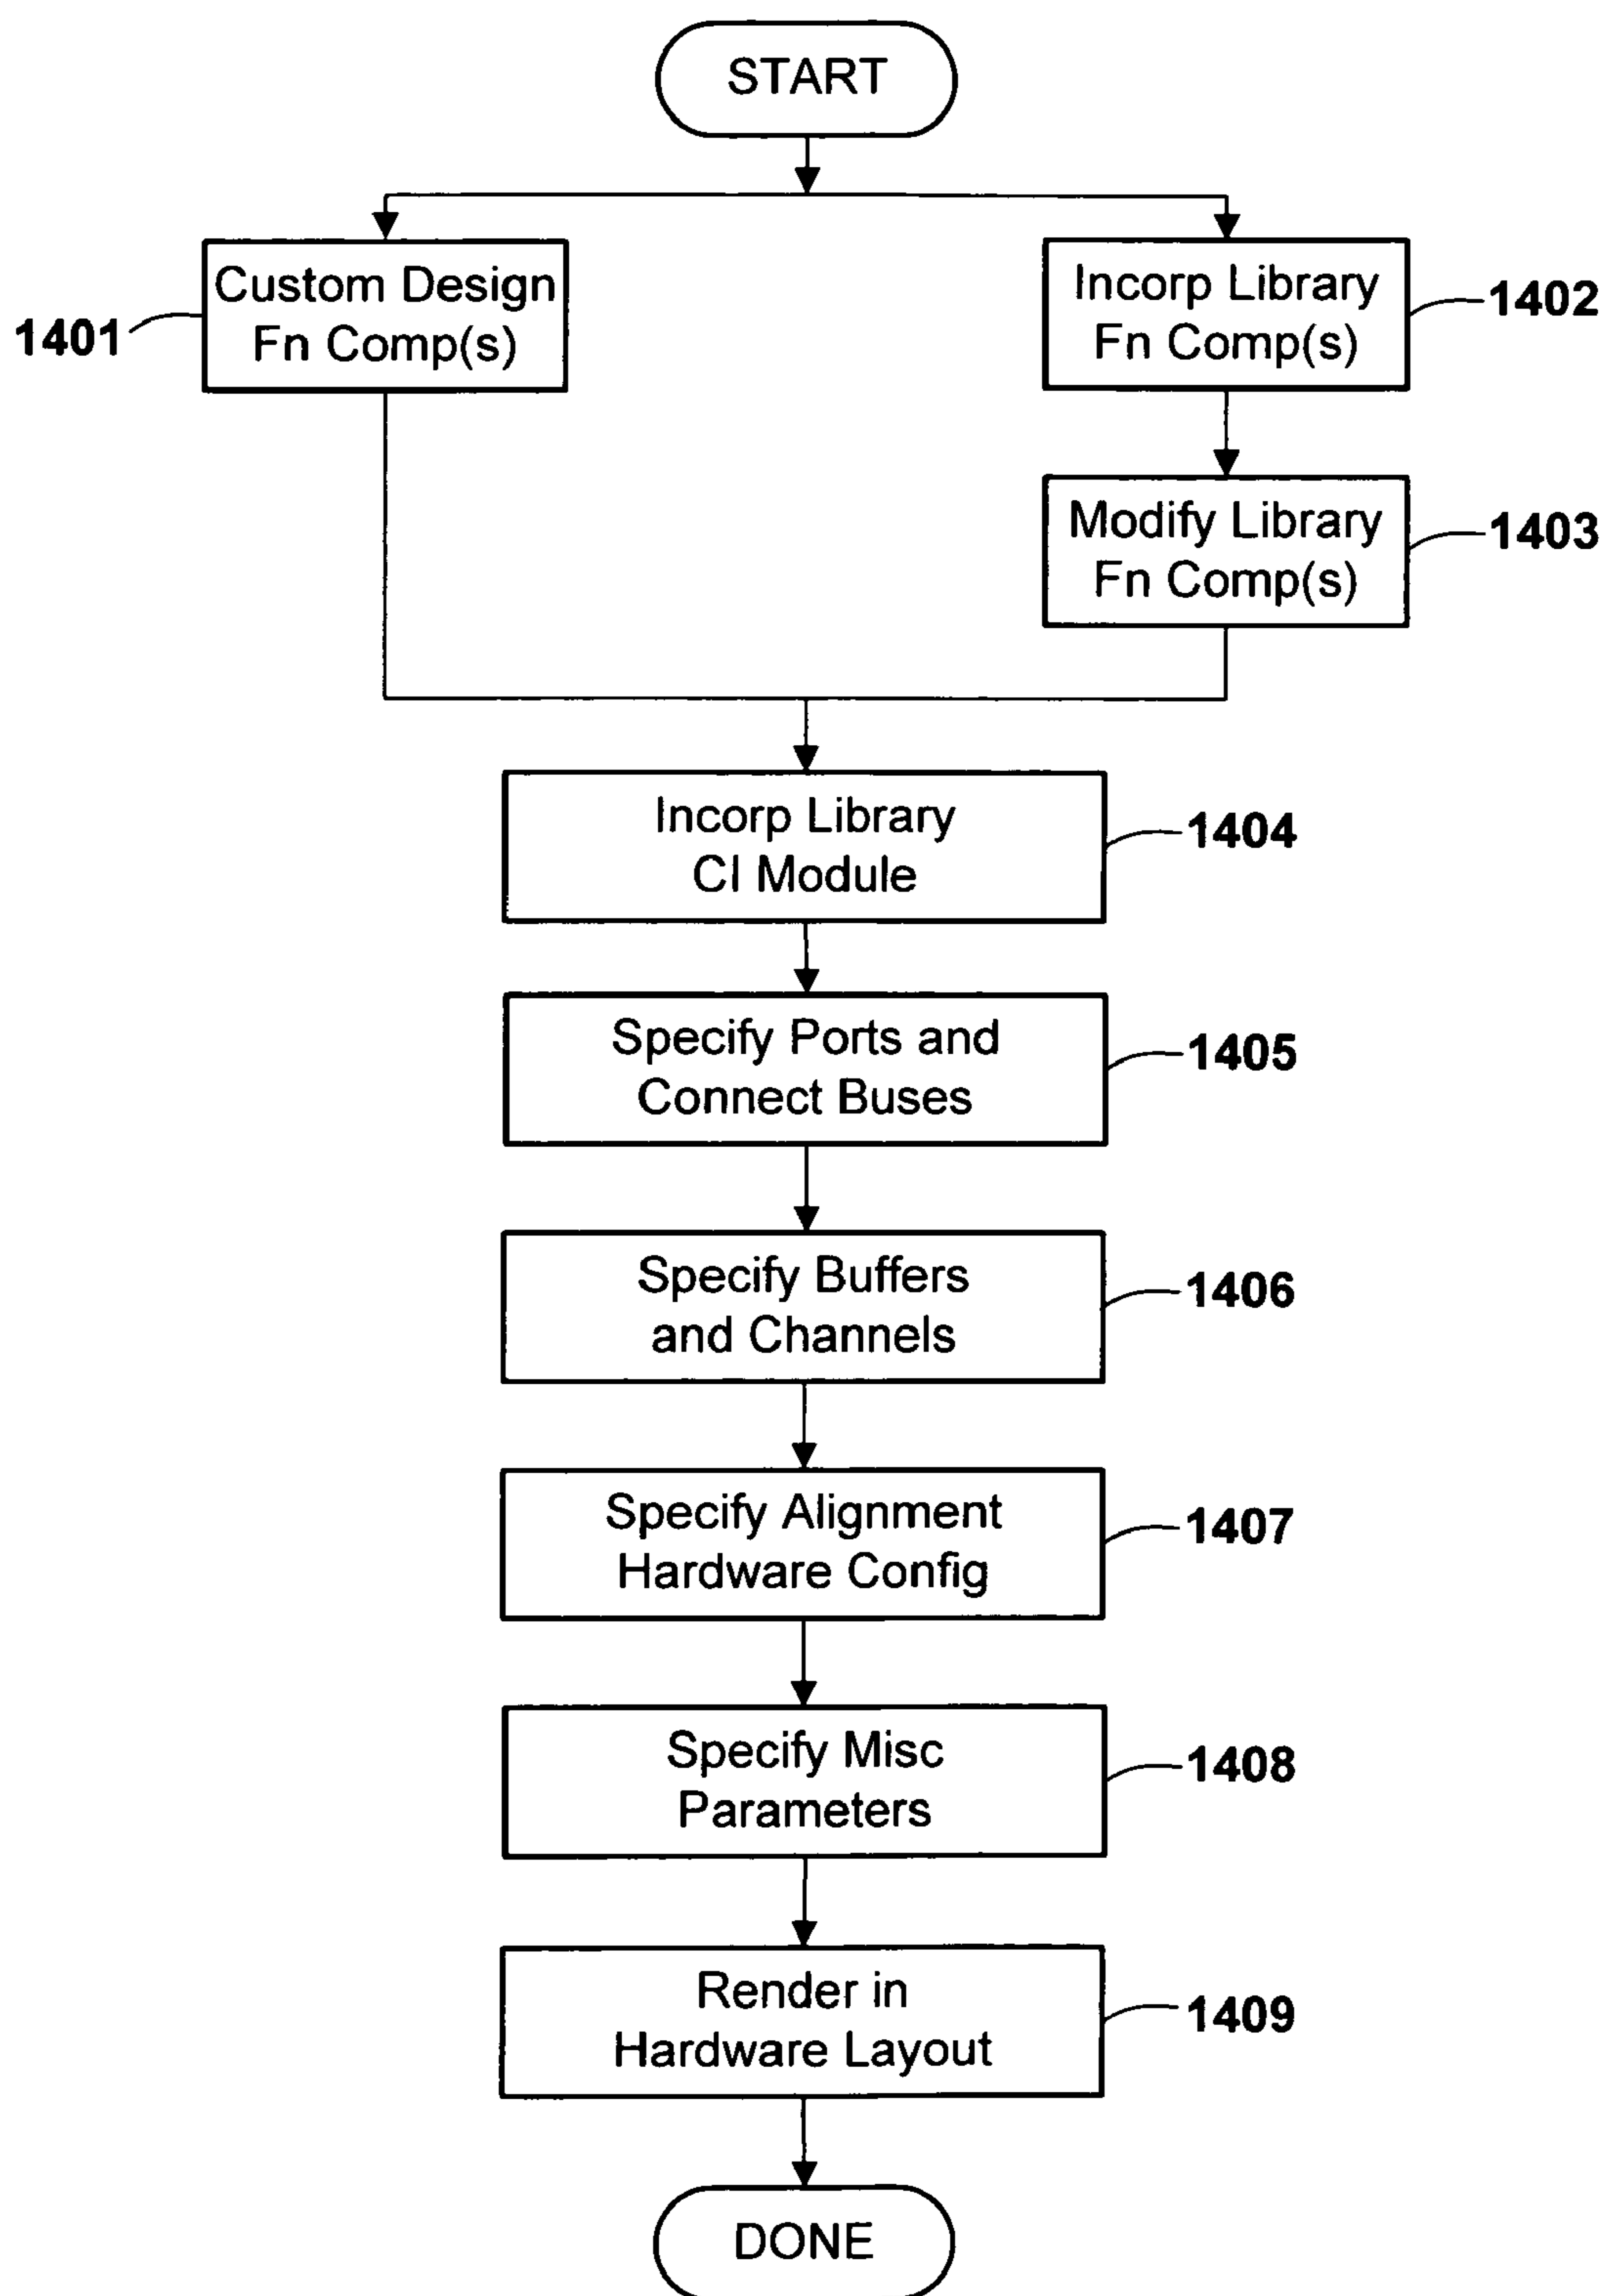 START
Custom Design
Fn Comp(s)
1401
Incorp Library
Fn Comp(s)
1402
Modify Library
Fn Comp(s)
1403
Incorp Library
CI Module
1404
Specify Ports and
Connect Buses
1405
Specify Buffers
and Channels
1406
Specify Alignment
Hardware Config
1407
Specify Misc
Parameters
1408
Render in
Hardware Layout
1409
DONE